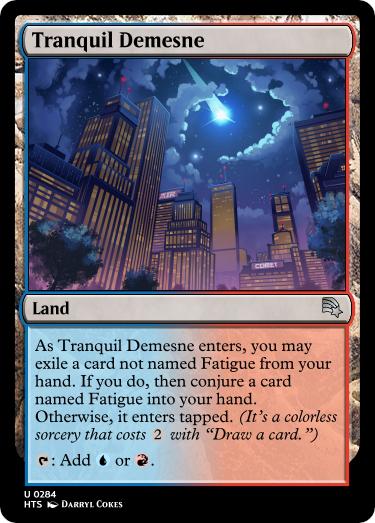 Tranquil Demesne
AIR
COMET
Land
As Tranquil Demesne enters, you may
exile a card not named Fatigue from your
hand. If you do, then conjure a card
named Fatigue into your hand.
Otherwise, it enters tapped. (It's a colorless
sorcery that costs 2 with “Draw a card.”)
: Add or .
U 0284
HTS Darryl Cokes